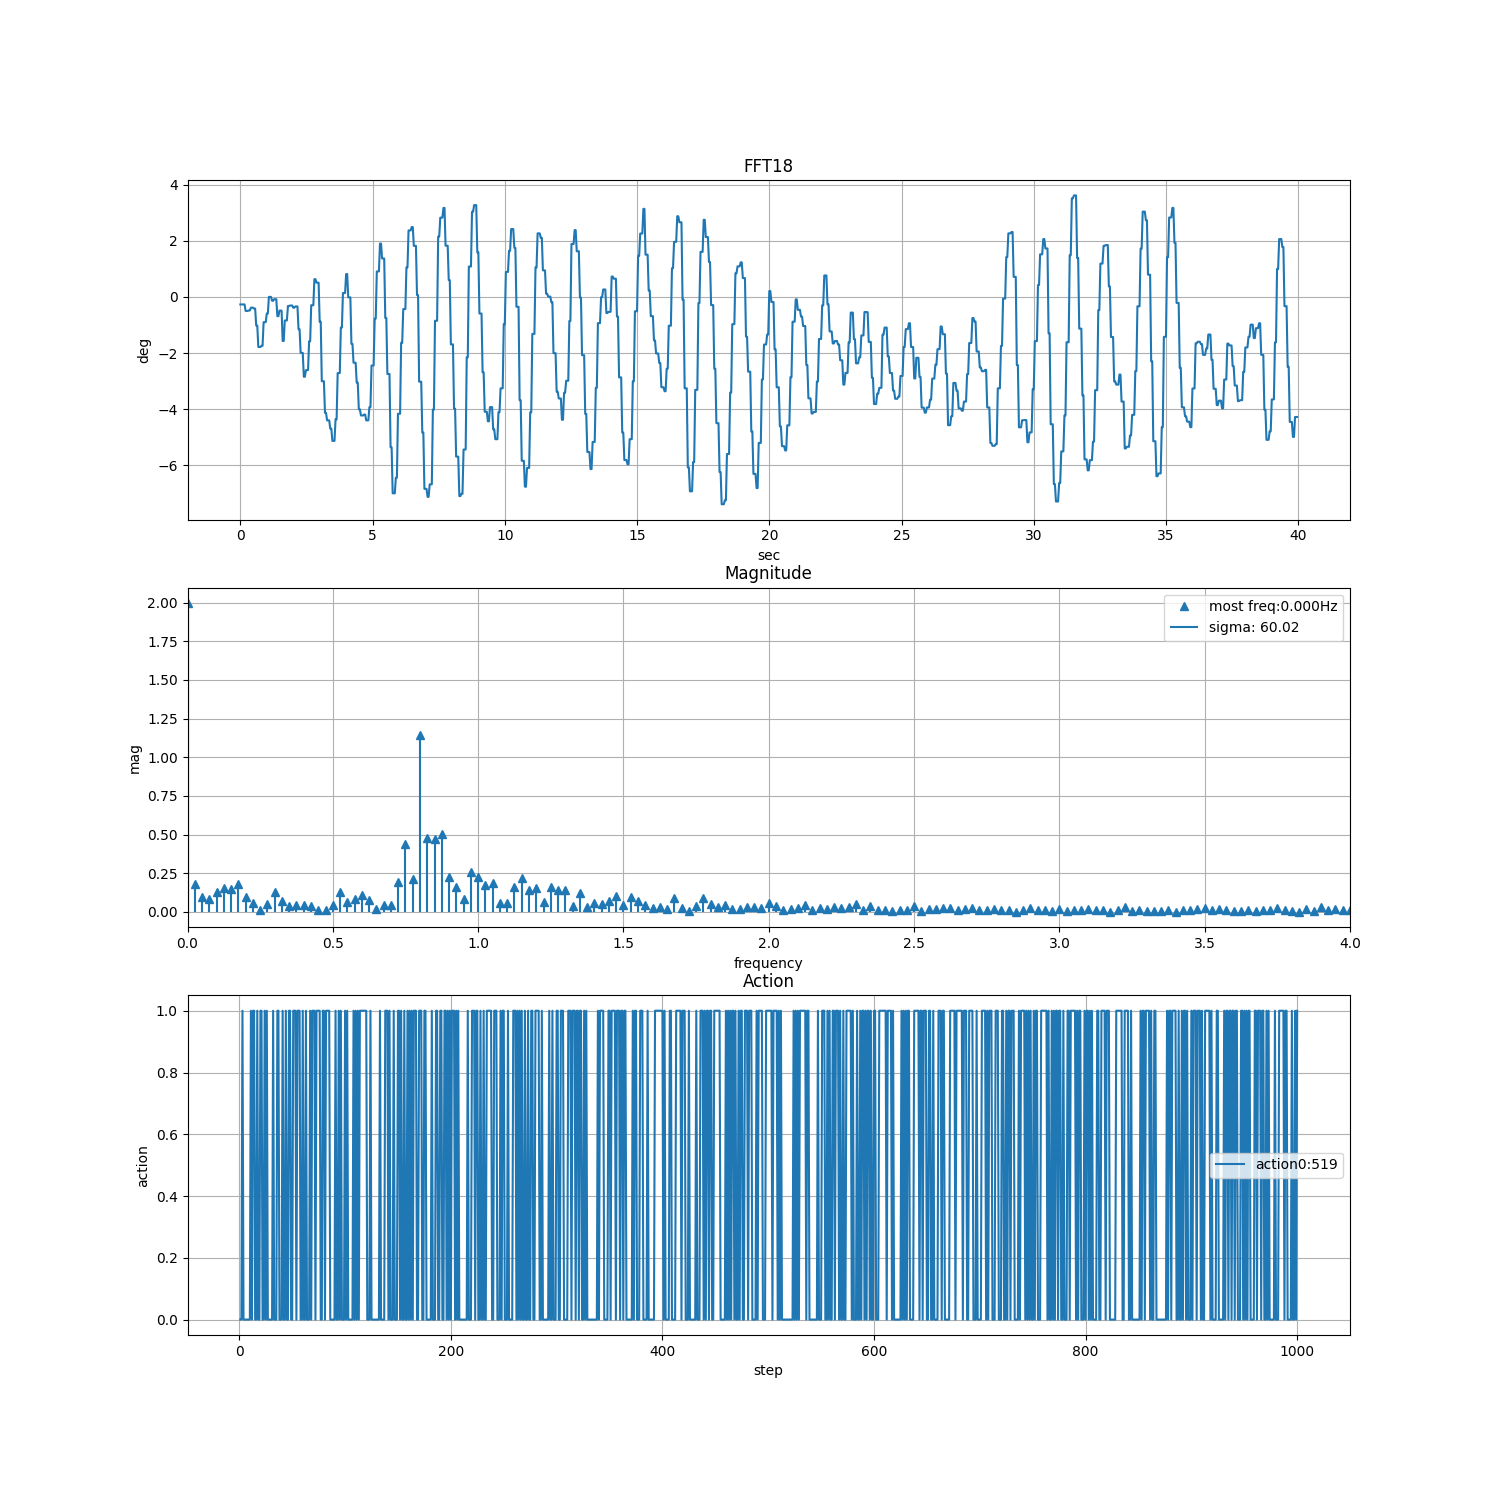 FFT18
4
2
0
−2
−4
−6
deg
0 5 10 15 20 25 30 35 40
sec
Magnitude
2.00
1.75
1.50
1.25
1.00
0.75
0.50
0.25
0.00
mag
most freq:0.000Hz
sigma: 60.02
0.0 0.5 1.0 1.5 2.0 2.5 3.0 3.5 4.0
frequency
Action
1.0
0.8
0.6
0.4
0.2
0.0
action
action0:519
0 200 400 600 800 1000
step